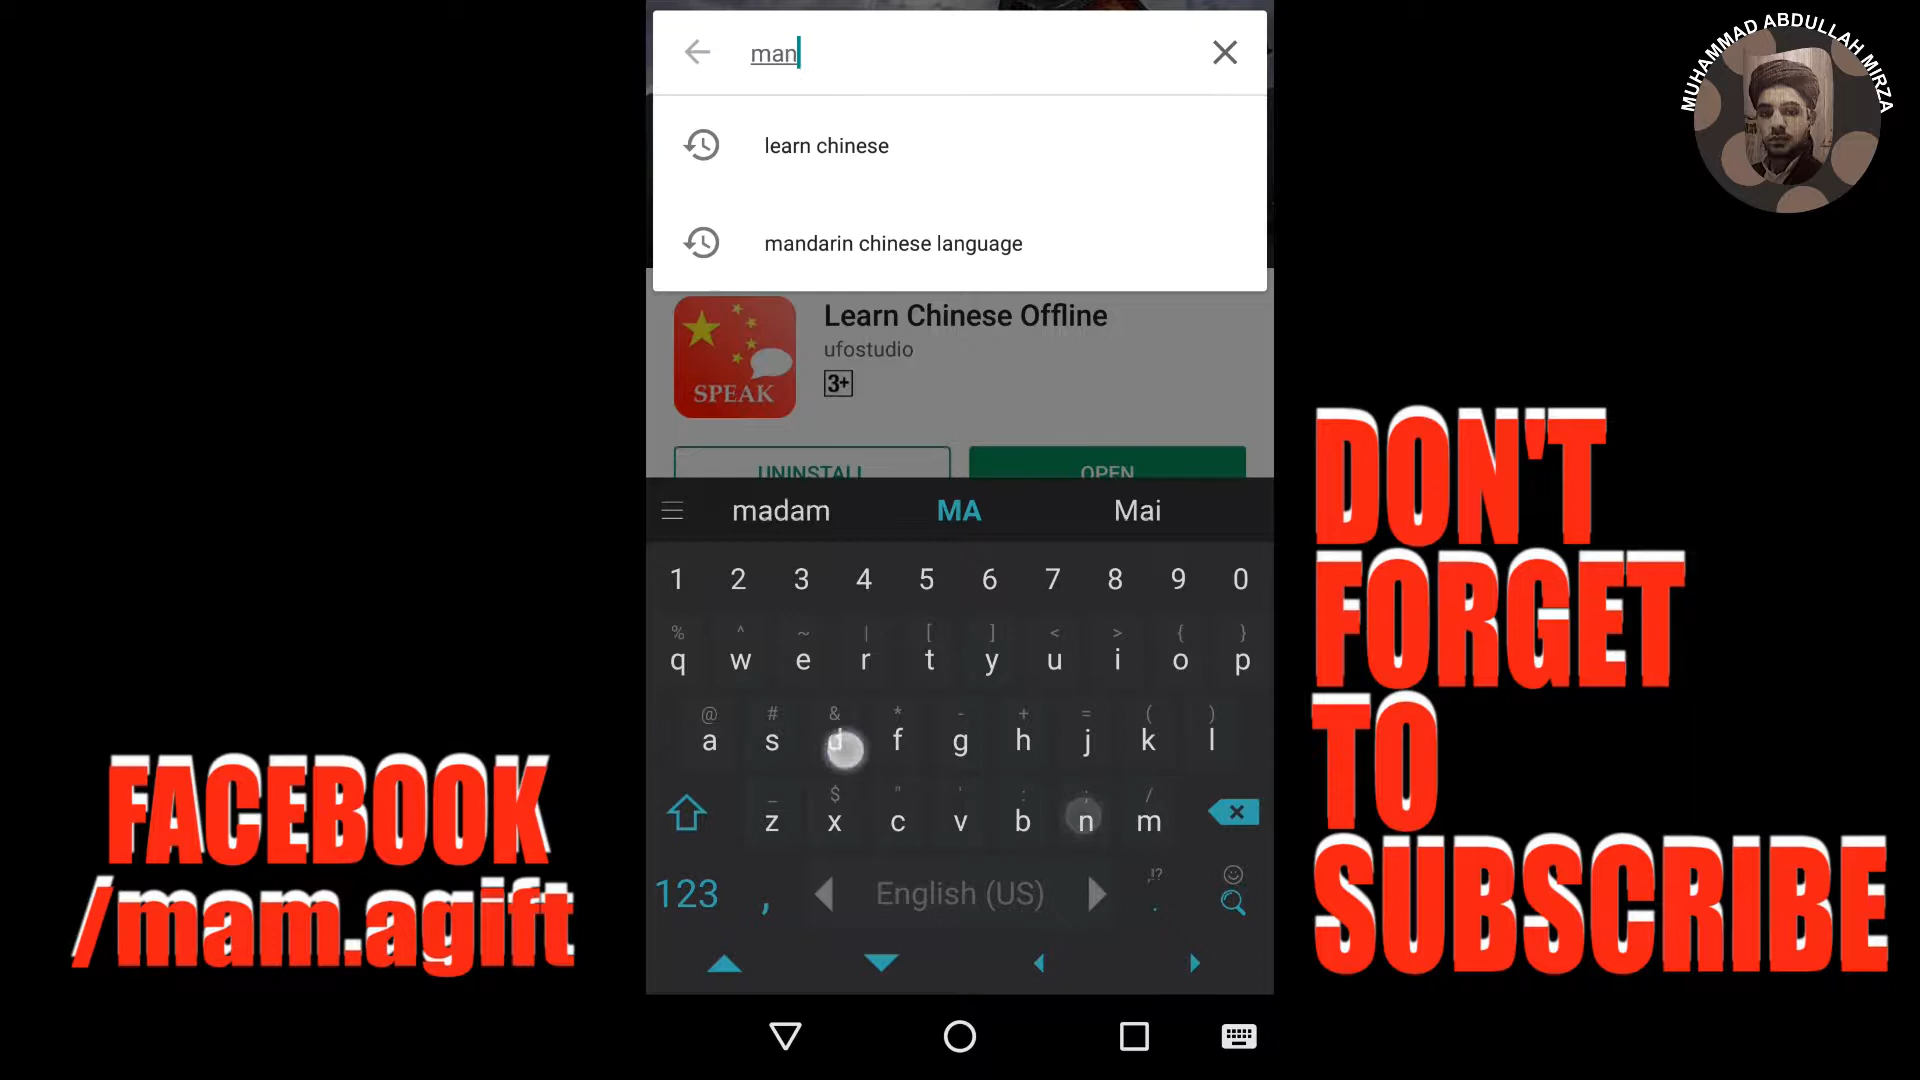 man
learn chinese
mandarin chinese language
Learn Chinese Offline
ufostudio
3+
SPEAK
UNINSTALL
OPEN
madam MA Mai
1 2 3 4 5 6 7 8 9 0
% ^ ~ | [ ] < > { }
q w e r t y u i o p
@ # & * - + = ( )
a s d f g h j k l
_ $ " ' : ; /
z x c v b n m
123 , English (US) ,!? .
MUHAMMAD ABDULLAH MIRZA
DON'T
FORGET
TO
SUBSCRIBE
FACEBOOK
/mam.agift